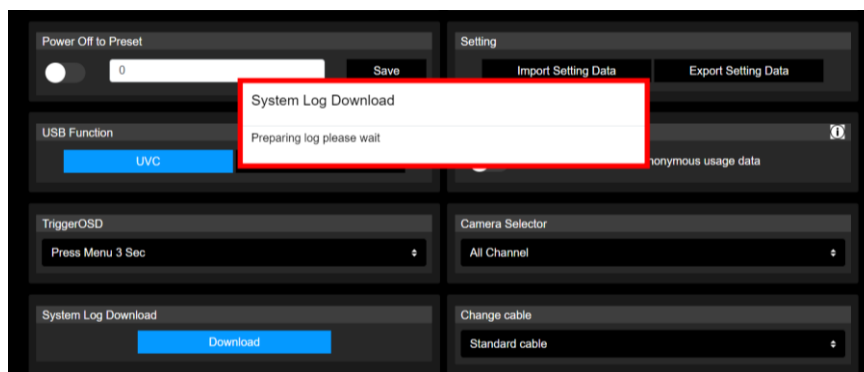 Power Off to Preset
0
Save
Setting
Import Setting Data
Export Setting Data
System Log Download
Preparing log please wait
USB Function
UVC
nonymous usage data
TriggerOSD
Press Menu 3 Sec
Camera Selector
All Channel
System Log Download
Download
Change cable
Standard cable